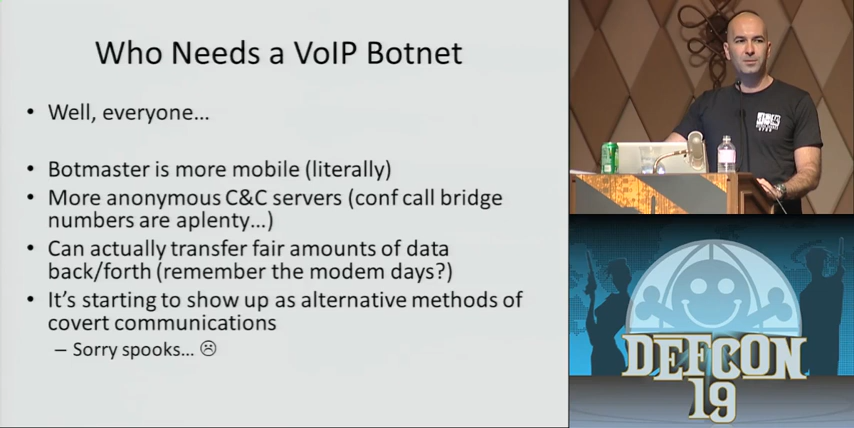 Who Needs a VoIP Botnet
• Well, everyone…
• Botmaster is more mobile (literally)
• More anonymous C&C servers (conf call bridge
numbers are aplenty…)
• Can actually transfer fair amounts of data
back/forth (remember the modem days?)
• It's starting to show up as alternative methods of
covert communications
– Sorry spooks… ☹
DEFCON
19